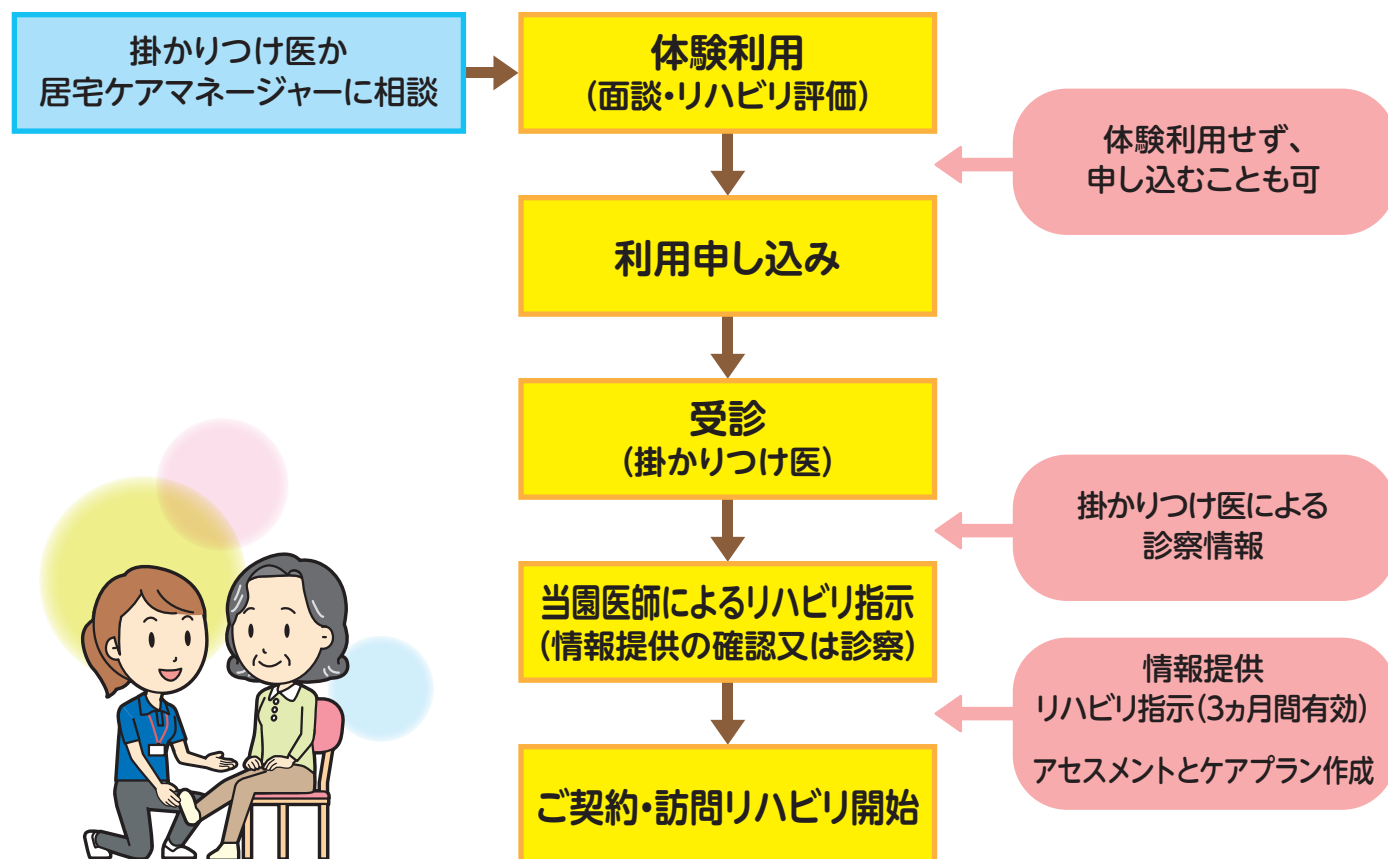 掛かりつけ医か
居宅ケアマネージャーに相談
体験利用
(面談・リハビリ評価)
体験利用せず、
申し込むことも可
利用申し込み
受診
(掛かりつけ医)
掛かりつけ医による
診察情報
当園医師によるリハビリ指示
(情報提供の確認又は診察)
情報提供
リハビリ指示(3ヵ月間有効)
アセスメントとケアプラン作成
ご契約・訪問リハビリ開始